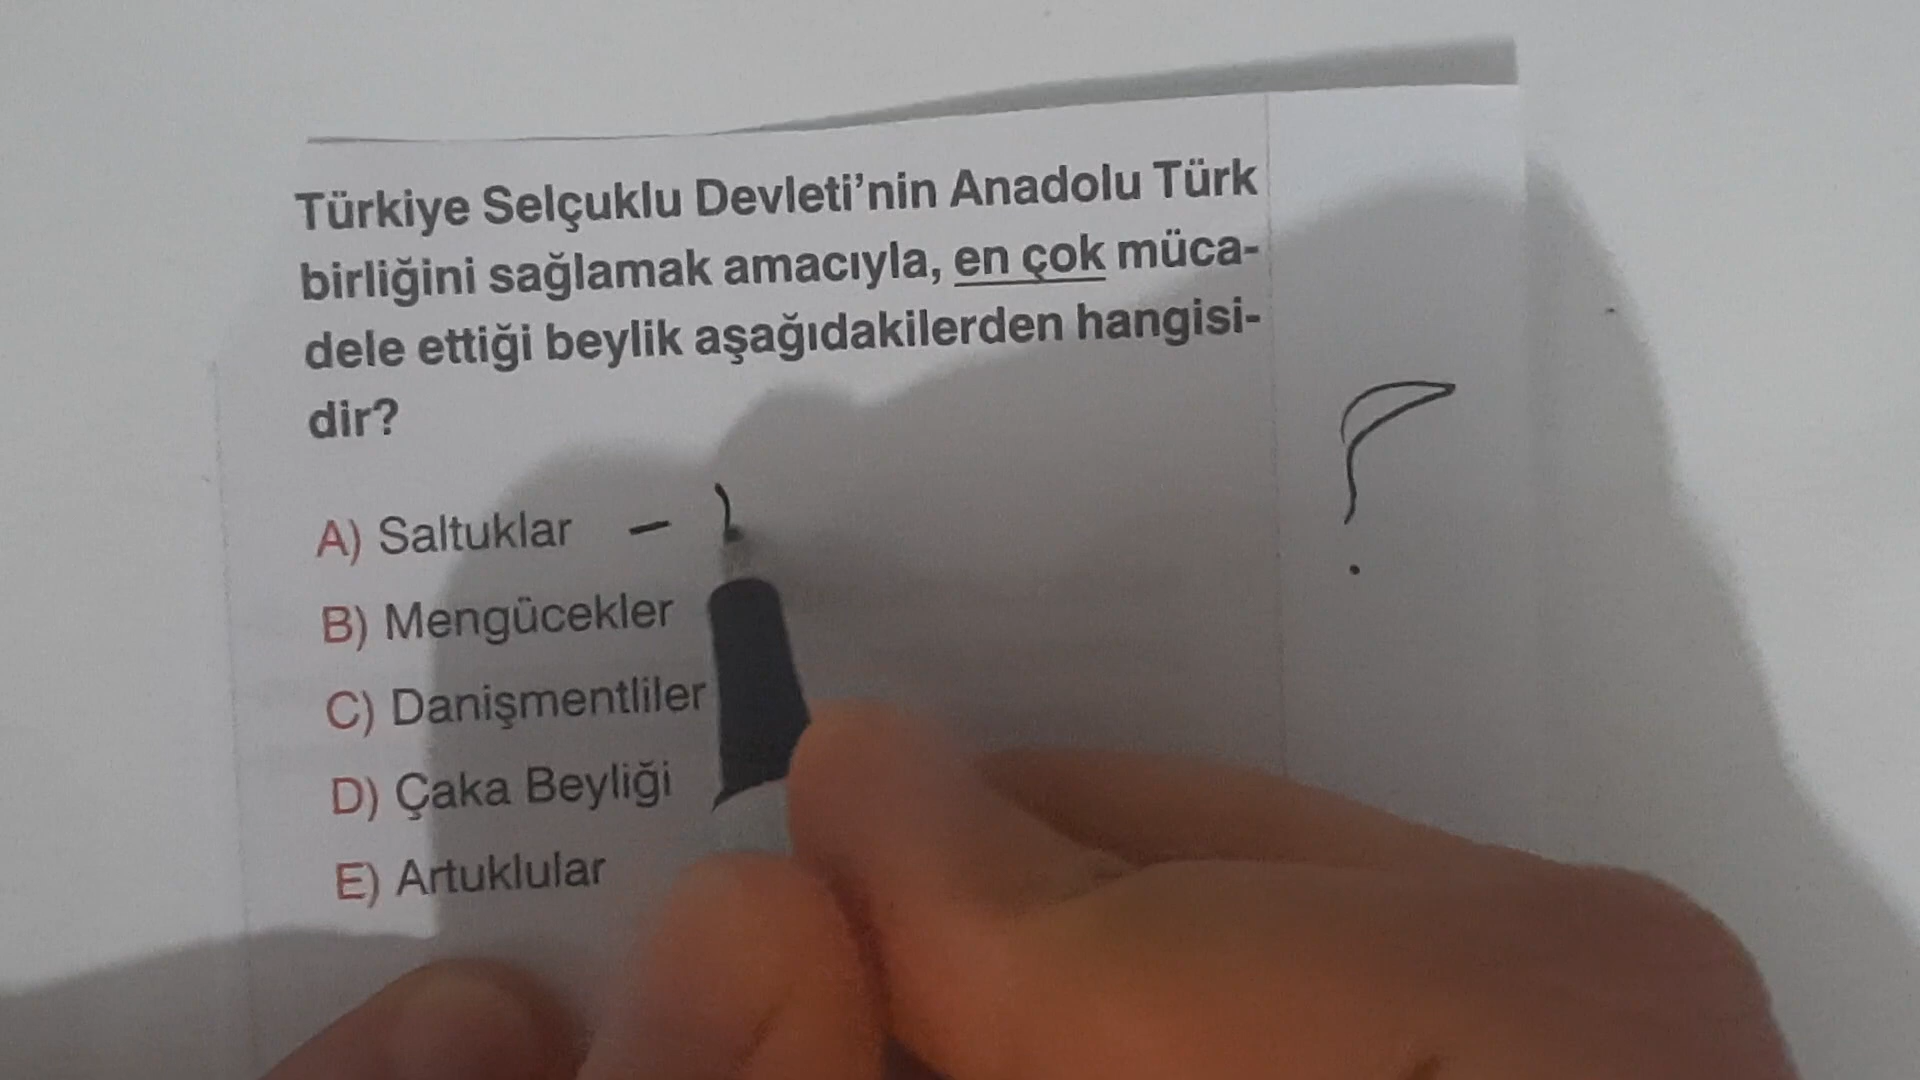 Türkiye Selçuklu Devleti'nin Anadolu Türk
birliğini sağlamak amacıyla, en çok müca-
dele ettiği beylik aşağıdakilerden hangisi-
dir?
?
A) Saltuklar -
B) Mengücekler
C) Danişmentliler
D) Çaka Beyliği
E) Artuklular